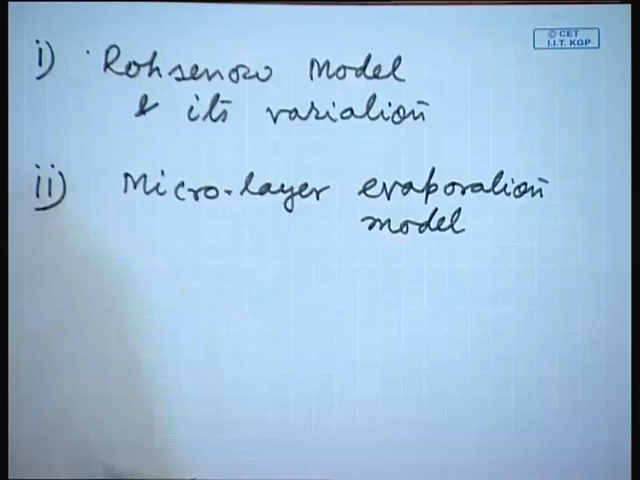 © CET
I.I.T. KGP
i) Rohsenow Model
& its variation
ii) Micro-layer evaporation
model